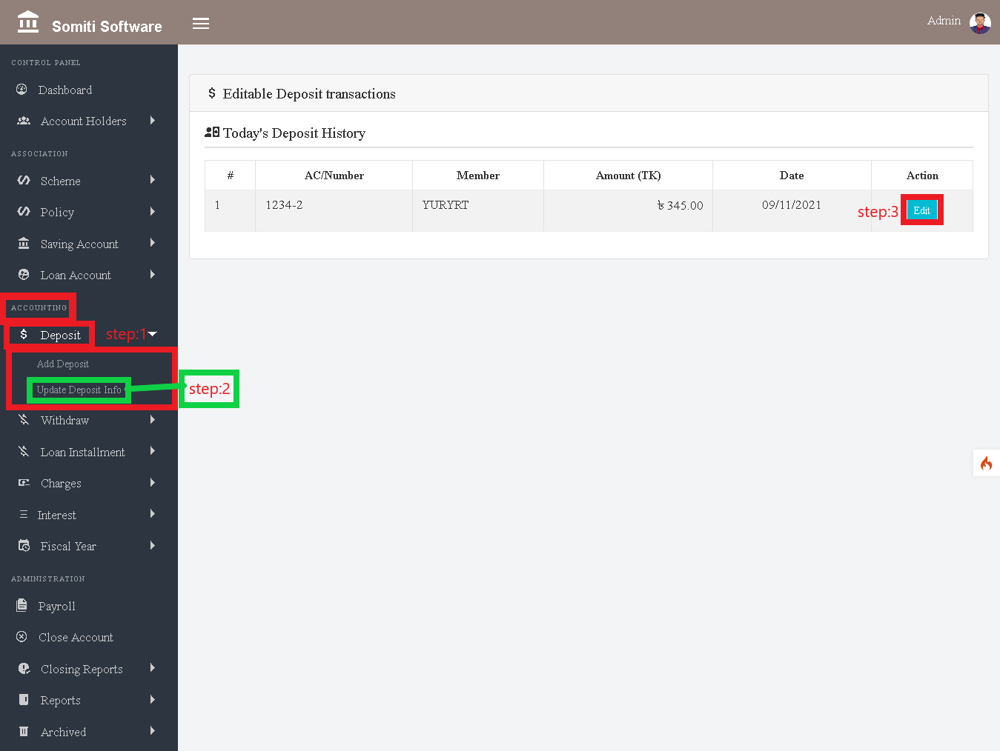 Somiti Software
Admin
CONTROL PANEL
Dashboard
Account Holders
ASSOCIATION
Scheme
Policy
Saving Account
Loan Account
ACCOUNTING
Deposit step:1
Add Deposit
Update Deposit Info step:2
Withdraw
Loan Installment
Charges
Interest
Fiscal Year
ADMINISTRATION
Payroll
Close Account
Closing Reports
Reports
Archived
$ Editable Deposit transactions
Today's Deposit History
# AC/Number Member Amount (TK) Date Action
1 1234-2 YURYRT ৳ 345.00 09/11/2021 step:3 Edit